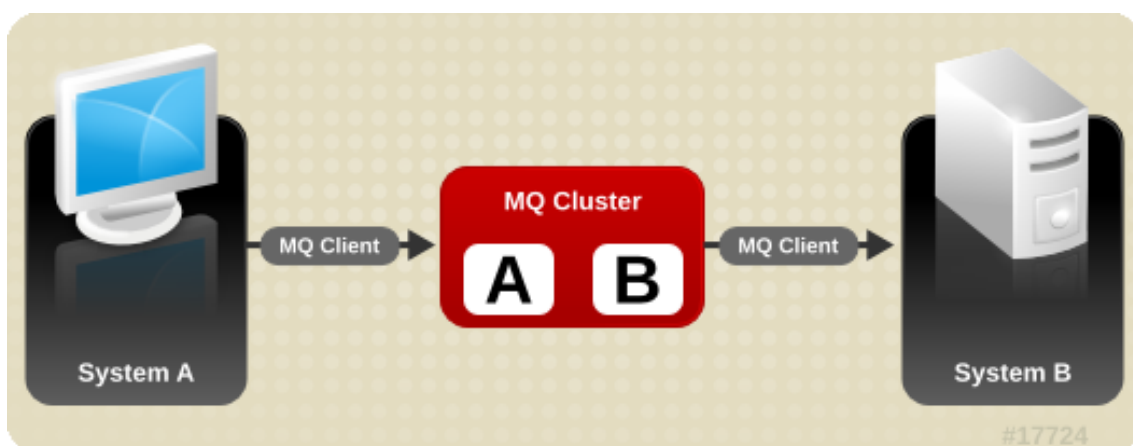 MQ Cluster
MQ Client
A
B
MQ Client
System A
System B
#17724